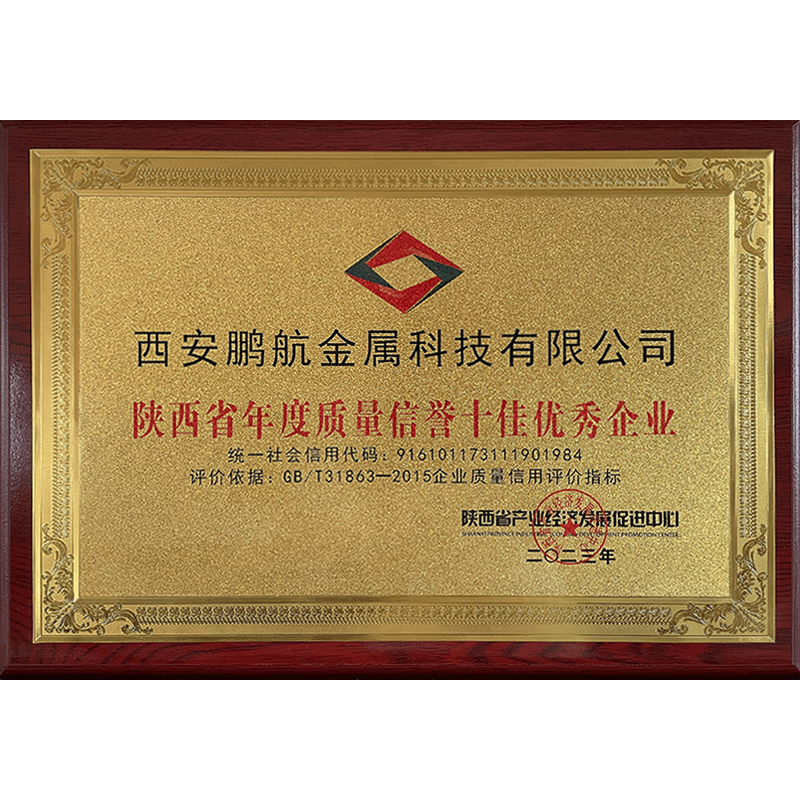 西安鹏航金属科技有限公司
陕西省年度质量信誉十佳优秀企业
统一社会信用代码：916101173111901984
评价依据：GB/T31863—2015企业质量信用评价指标
陕西省产业经济发展促进中心
二〇二三年